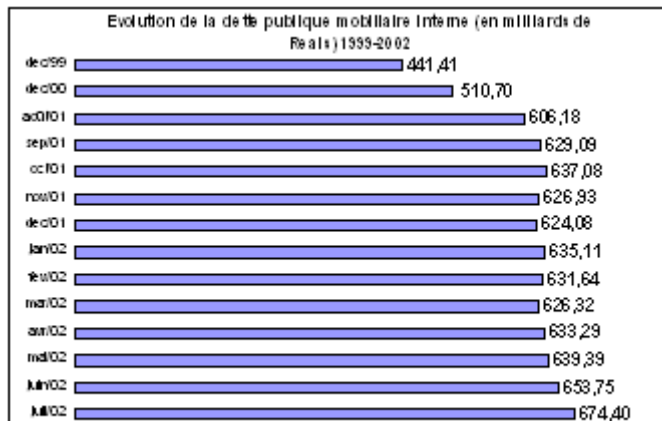 Evolution de la dette publique mobiliaire interne (en milliards de
Reals) 1999-2002
dec/99 441,41
dec/00 510,70
août/01 606,18
sep/01 629,09
oct/01 637,08
nov/01 626,93
dec/01 624,08
jan/02 635,11
fev/02 631,64
mar/02 626,32
avr/02 633,29
mai/02 639,39
juin/02 653,75
juil/02 674,40